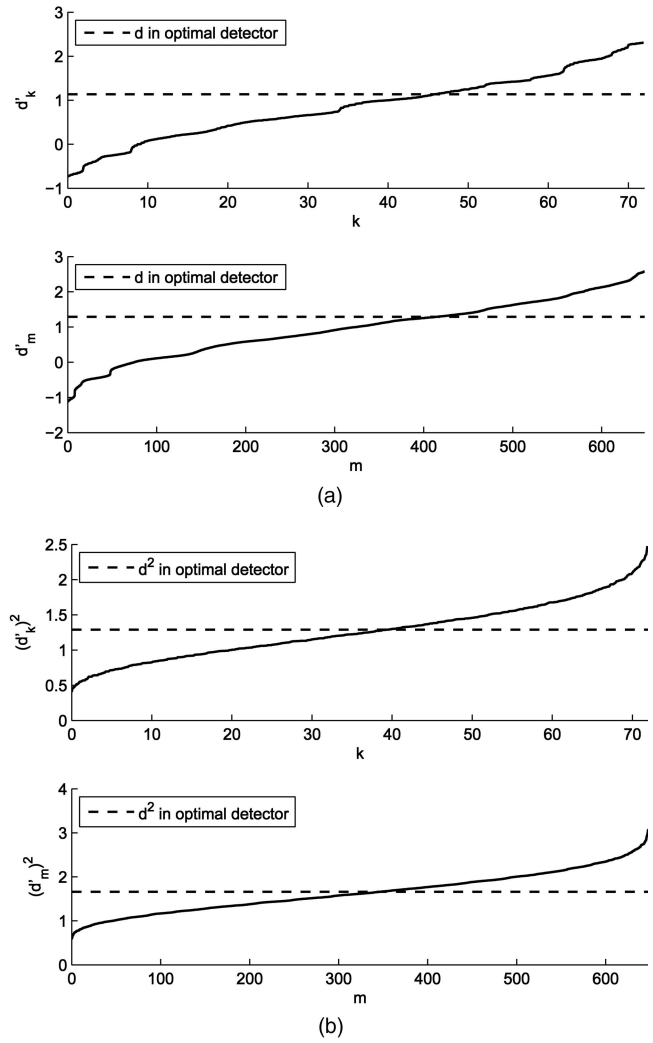 3
d in optimal detector
2
1
0
−1
d'k
0 10 20 30 40 50 60 70
k
3
d in optimal detector
2
1
0
−1
−2
d'm
0 100 200 300 400 500 600
m
(a)
2.5
d² in optimal detector
2
1.5
1
0.5
0
(d'k)²
0 10 20 30 40 50 60 70
k
4
d² in optimal detector
3
2
1
0
(d'm)²
0 100 200 300 400 500 600
m
(b)